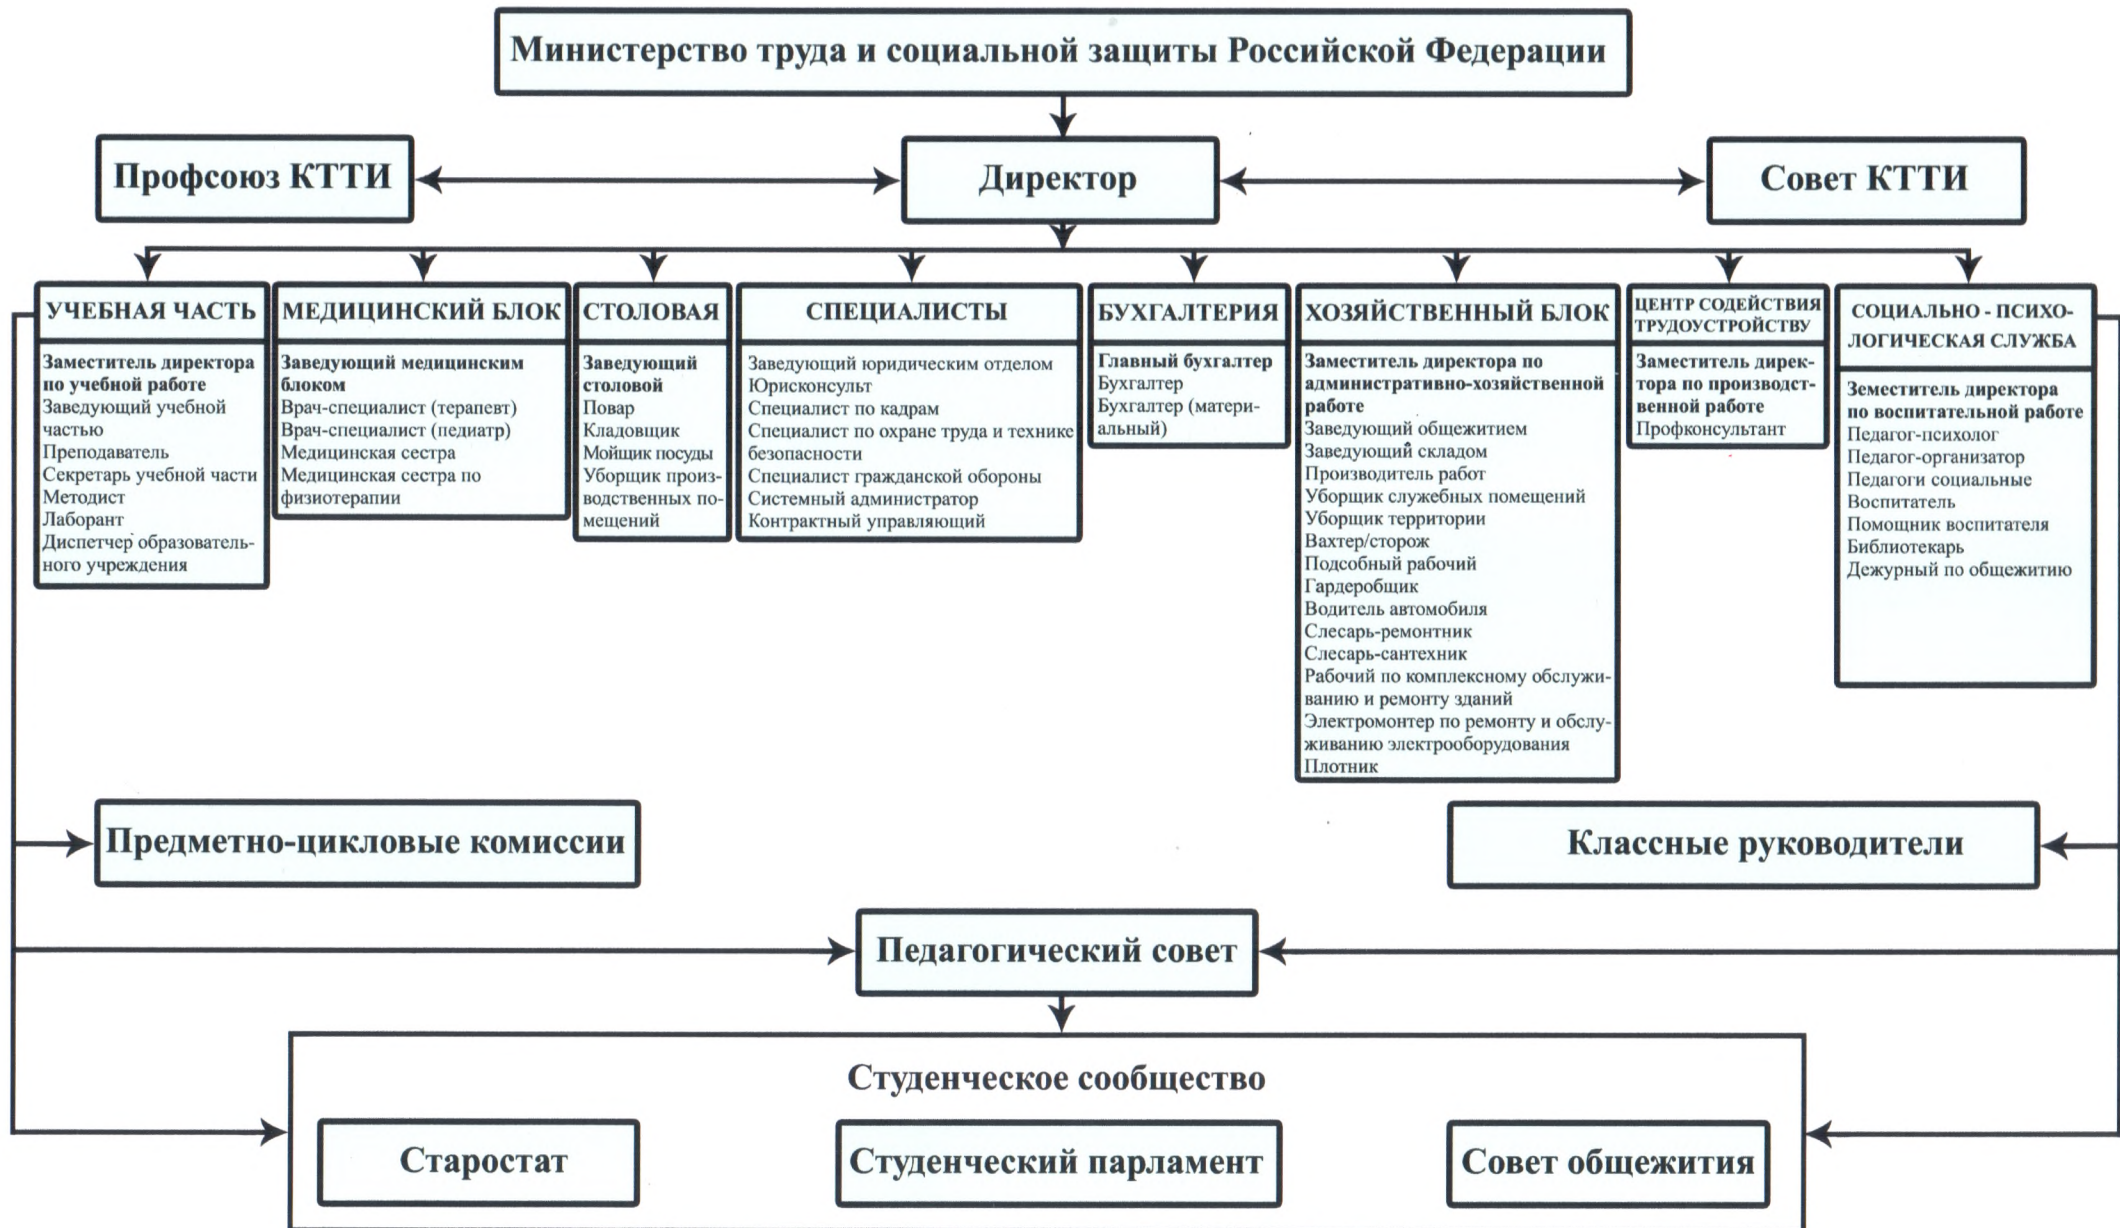 Министерство труда и социальной защиты Российской Федерации
Профсоюз КТТИ
Директор
Совет КТТИ
УЧЕБНАЯ ЧАСТЬ
Заместитель директора
по учебной работе
Заведующий учебной
частью
Преподаватель
Секретарь учебной части
Методист
Лаборант
Диспетчер образователь-
ного учреждения
МЕДИЦИНСКИЙ БЛОК
Заведующий медицинским
блоком
Врач-специалист (терапевт)
Врач-специалист (педиатр)
Медицинская сестра
Медицинская сестра по
физиотерапии
СТОЛОВАЯ
Заведующий
столовой
Повар
Кладовщик
Мойщик посуды
Уборщик произ-
водственных по-
мещений
СПЕЦИАЛИСТЫ
Заведующий юридическим отделом
Юрисконсульт
Специалист по кадрам
Специалист по охране труда и технике
безопасности
Специалист гражданской обороны
Системный администратор
Контрактный управляющий
БУХГАЛТЕРИЯ
Главный бухгалтер
Бухгалтер
Бухгалтер (матери-
альный)
ХОЗЯЙСТВЕННЫЙ БЛОК
Заместитель директора по
административно-хозяйственной
работе
Заведующий общежитием
Заведующий складом
Производитель работ
Уборщик служебных помещений
Уборщик территории
Вахтер/сторож
Подсобный рабочий
Гардеробщик
Водитель автомобиля
Слесарь-ремонтник
Слесарь-сантехник
Рабочий по комплексному обслужи-
ванию и ремонту зданий
Электромонтер по ремонту и обслу-
живанию электрооборудования
Плотник
ЦЕНТР СОДЕЙСТВИЯ
ТРУДОУСТРОЙСТВУ
Заместитель дирек-
тора по производст-
венной работе
Профконсультант
СОЦИАЛЬНО - ПСИХО-
ЛОГИЧЕСКАЯ СЛУЖБА
Земеститель директора
по воспитательной работе
Педагог-психолог
Педагог-организатор
Педагоги социальные
Воспитатель
Помощник воспитателя
Библиотекарь
Дежурный по общежитию
Предметно-цикловые комиссии
Классные руководители
Педагогический совет
Студенческое сообщество
Старостат
Студенческий парламент
Совет общежития